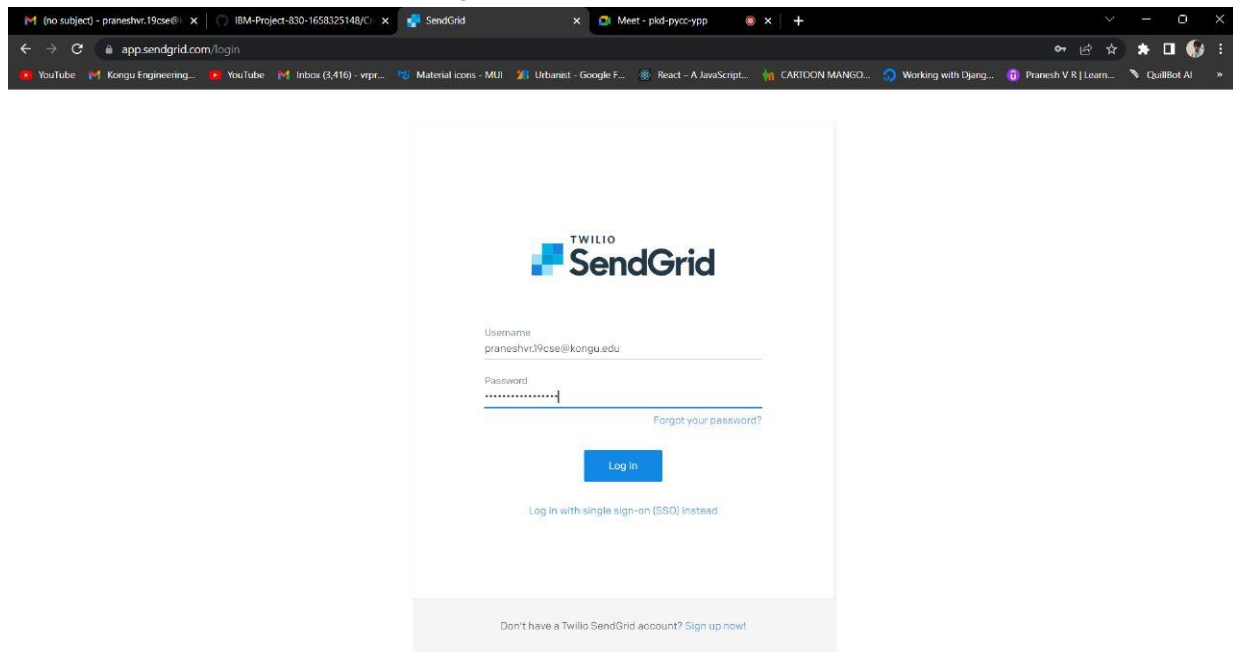 (no subject) - praneshvr.19cse@ IBM-Project-830-1658325148/Cr SendGrid Meet - pkd-pycc-ypp
app.sendgrid.com/login
YouTube Kongu Engineering... YouTube Inbox (3,416) - vrpr... Material icons - MUI Urbanist - Google F... React – A JavaScript... CARTOON MANGO... Working with Djang... Pranesh V R | Learn... QuillBot AI »
TWILIO
SendGrid
Username
praneshvr.19cse@kongu.edu
Password
Forgot your password?
Log In
Log in with single sign-on (SSO) instead
Don't have a Twilio SendGrid account? Sign up now!